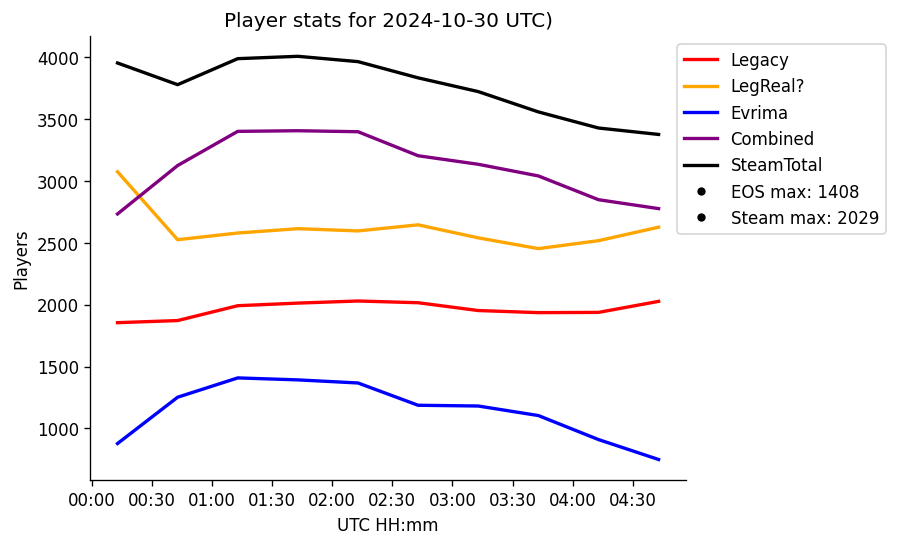 Player stats for 2024-10-30 UTC)
4000
3500
3000
2500
2000
1500
1000
Players
00:00 00:30 01:00 01:30 02:00 02:30 03:00 03:30 04:00 04:30
UTC HH:mm
Legacy
LegReal?
Evrima
Combined
SteamTotal
EOS max: 1408
Steam max: 2029